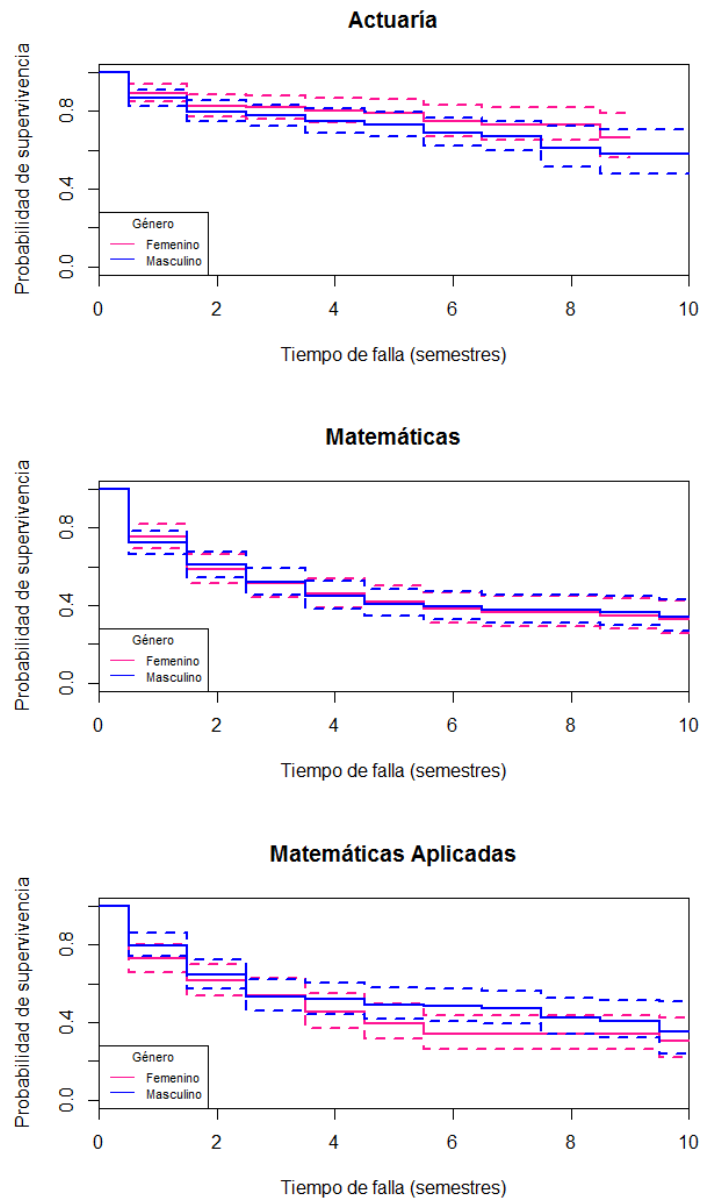 Actuaría
Probabilidad de supervivencia
0.8
0.4
0.0
Género
Femenino
Masculino
0 2 4 6 8 10
Tiempo de falla (semestres)
Matemáticas
Probabilidad de supervivencia
0.8
0.4
0.0
Género
Femenino
Masculino
0 2 4 6 8 10
Tiempo de falla (semestres)
Matemáticas Aplicadas
Probabilidad de supervivencia
0.8
0.4
0.0
Género
Femenino
Masculino
0 2 4 6 8 10
Tiempo de falla (semestres)